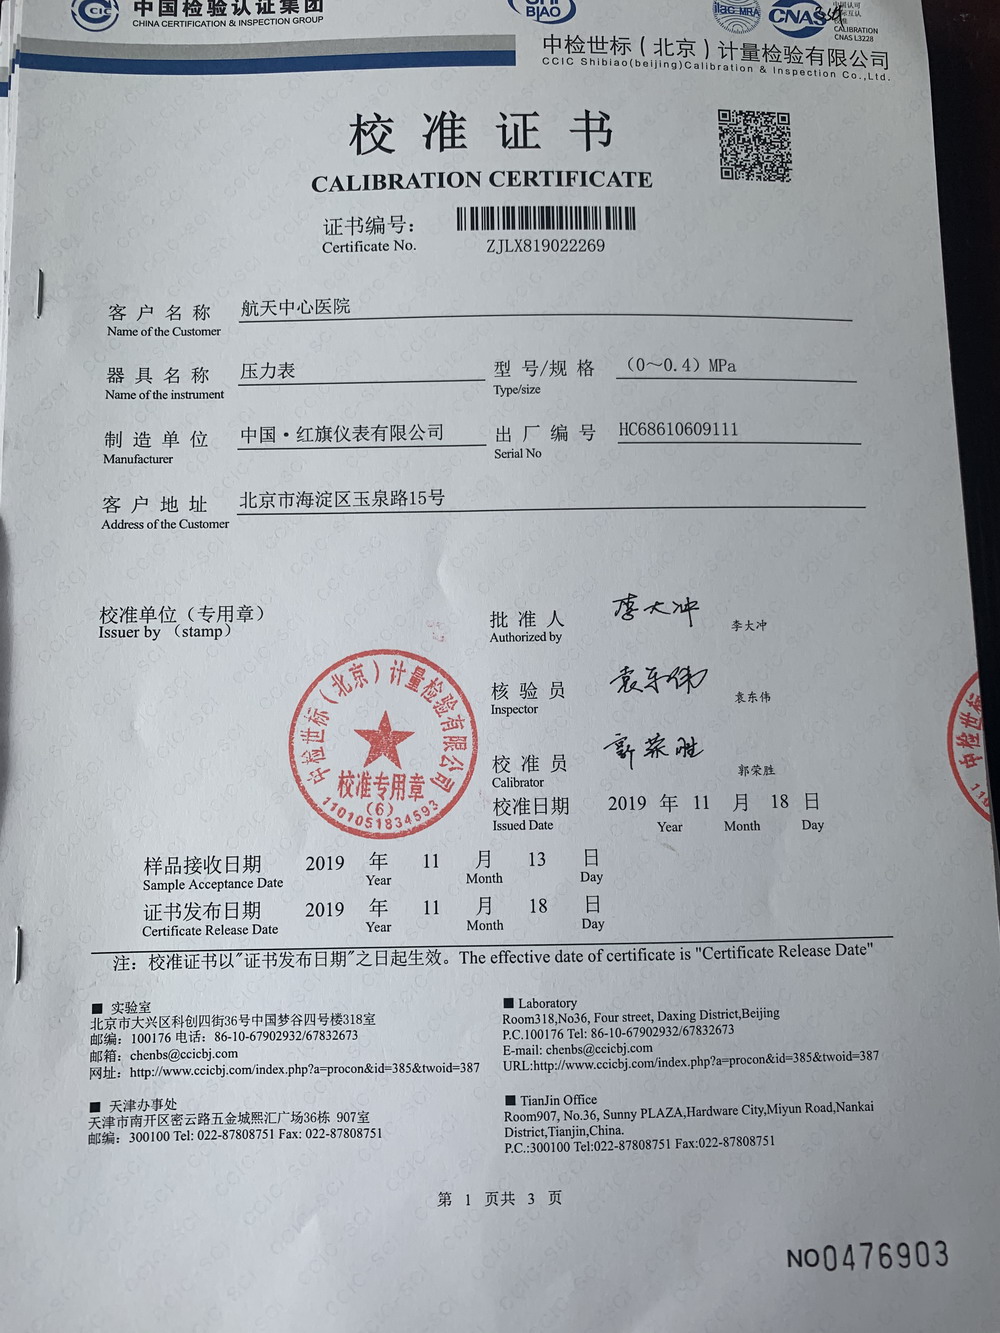 中国检验认证集团
CHINA CERTIFICATION & INSPECTION GROUP
CIC
BIAO
ilac-MRA
CNAS
CALIBRATION
CNAS L3228
中检世标（北京）计量检验有限公司
CCIC Shibiao(beijing)Calibration & Inspection Co.,Ltd.
校准证书
CALIBRATION CERTIFICATE
证书编号：
Certificate No.
ZJLX819022269
客户名称 航天中心医院
Name of the Customer
器具名称 压力表 型号/规格 （0～0.4）MPa
Name of the instrument Type/size
制造单位 中国·红旗仪表有限公司 出厂编号 HC68610609111
Manufacturer Serial No
客户地址 北京市海淀区玉泉路15号
Address of the Customer
校准单位（专用章）
Issuer by （stamp）
批准人 李大冲 李大冲
Authorized by
核验员 袁东伟 袁东伟
Inspector
校准员 郭荣胜
Calibrator
校准日期 2019 年 11 月 18 日
Issued Date Year Month Day
中检世标（北京）计量检验有限公司
校准专用章
（6）
1101051834593
中检
110
样品接收日期 2019 年 11 月 13 日
Sample Acceptance Date Year Month Day
证书发布日期 2019 年 11 月 18 日
Certificate Release Date Year Month Day
注：校准证书以"证书发布日期"之日起生效。The effective date of certificate is "Certificate Release Date"
■ 实验室
北京市大兴区科创四街36号中国梦谷四号楼318室
邮编：100176 电话：86-10-67902932/67832673
邮箱：chenbs@ccicbj.com
网址：http://www.ccicbj.com/index.php?a=procon&id=385&twoid=387
■ Laboratory
Room318,No36, Four street, Daxing District,Beijing
P.C.100176 Tel: 86-10-67902932/67832673
E-mail: chenbs@ccicbj.com
URL:http://www.ccicbj.com/index.php?a=procon&id=385&twoid=387
■ 天津办事处
天津市南开区密云路五金城熙汇广场36栋 907室
邮编：300100 Tel: 022-87808751 Fax: 022-87808751
■ TianJin Office
Room907, No.36, Sunny PLAZA,Hardware City,Miyun Road,Nankai
District,Tianjin,China.
P.C.:300100 Tel:022-87808751 Fax:022-87808751
第 1 页共 3 页
NO0476903